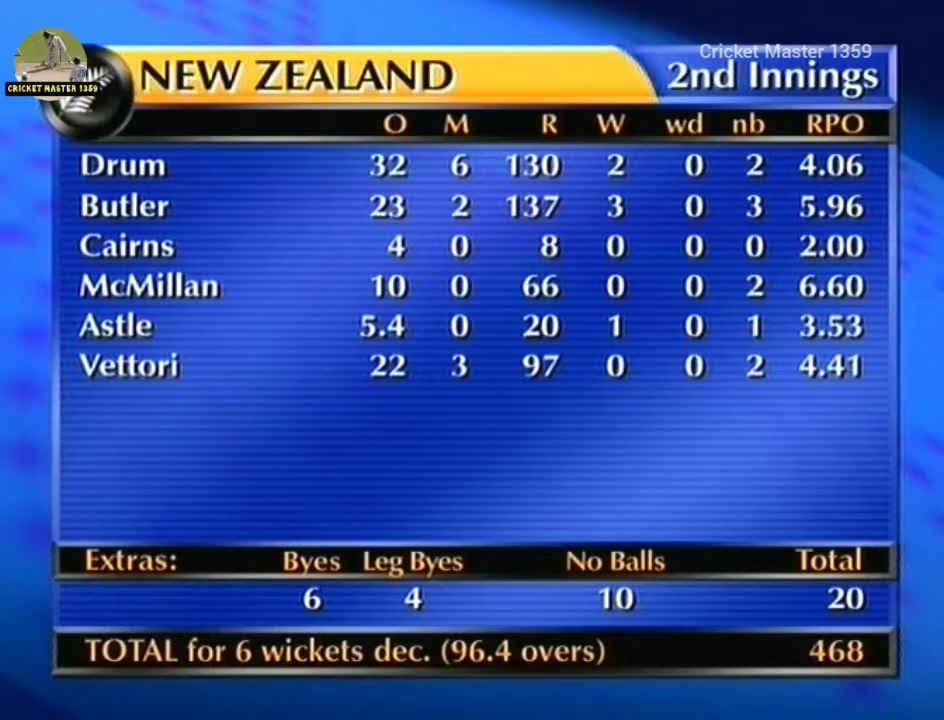 Cricket Master 1359
CRICKET MASTER 1359
NEW ZEALAND 2nd Innings
O M R W wd nb RPO
Drum 32 6 130 2 0 2 4.06
Butler 23 2 137 3 0 3 5.96
Cairns 4 0 8 0 0 0 2.00
McMillan 10 0 66 0 0 2 6.60
Astle 5.4 0 20 1 0 1 3.53
Vettori 22 3 97 0 0 2 4.41
Extras: Byes Leg Byes No Balls Total
6 4 10 20
TOTAL for 6 wickets dec. (96.4 overs) 468